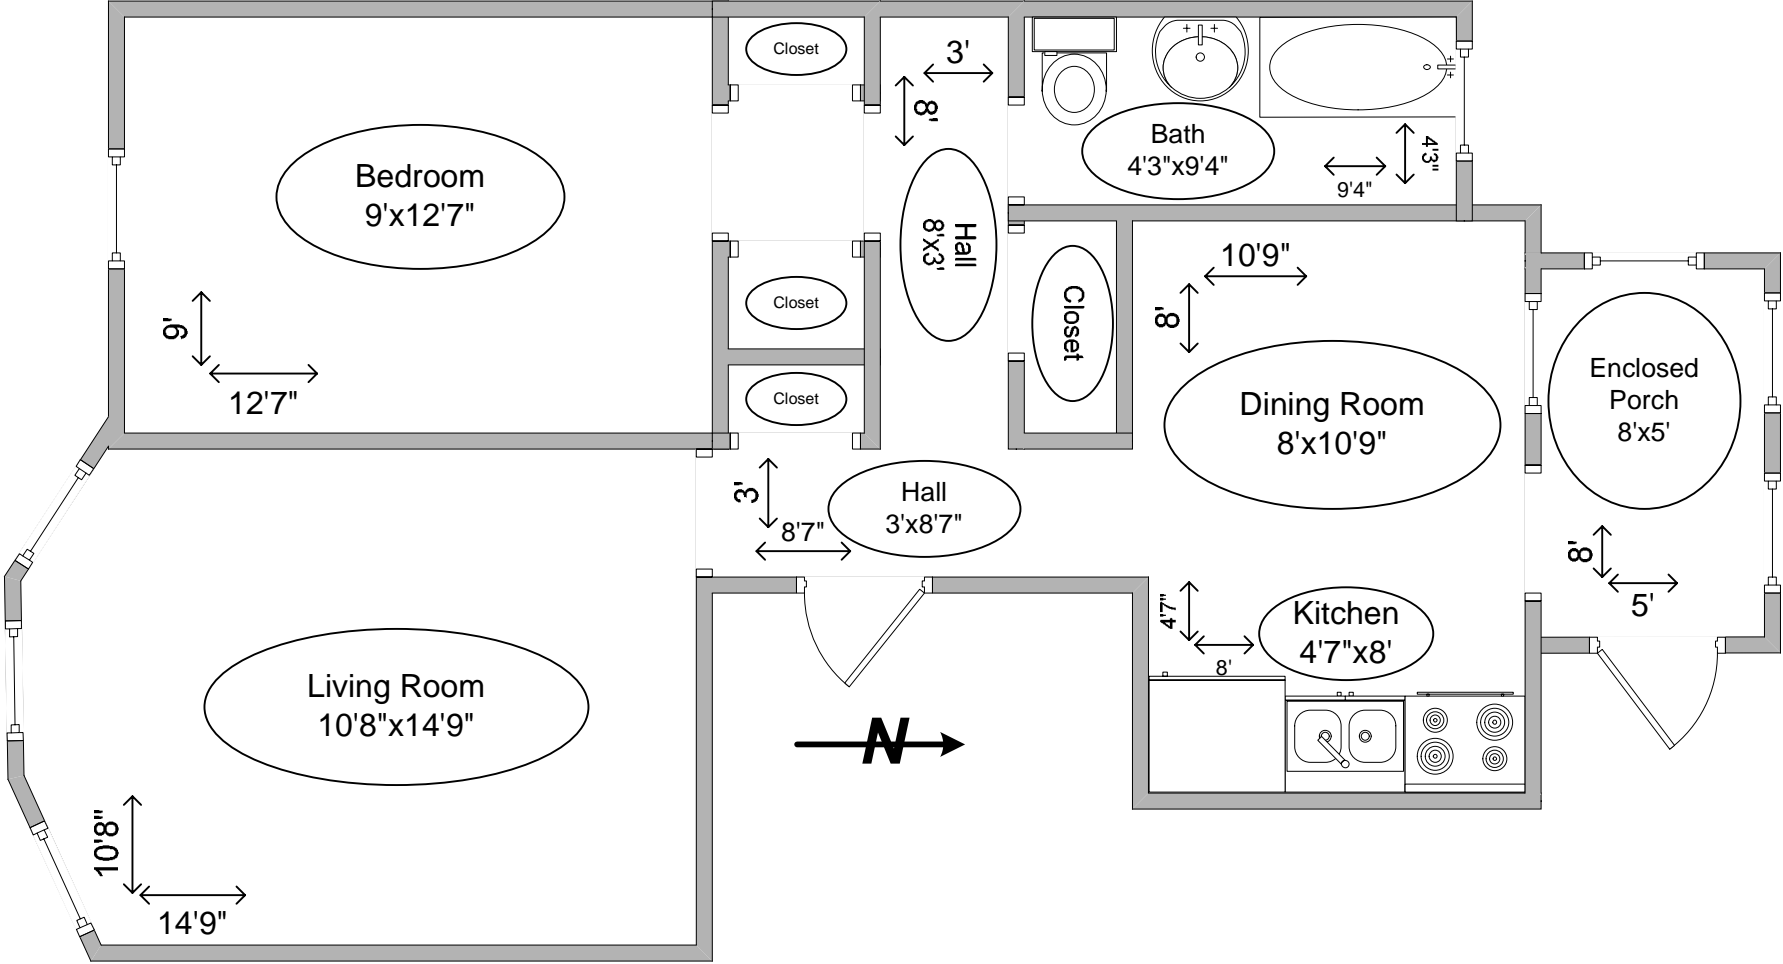 Closet
3'
8'
Bath
4'3"x9'4"
4'3"
9'4"
Bedroom
9'x12'7"
Hall
8'x3'
10'9"
8'
Closet
Closet
9'
12'7"
Closet
Dining Room
8'x10'9"
Enclosed
Porch
8'x5'
3'
8'7"
Hall
3'x8'7"
8'
5'
4'7"
8'
Kitchen
4'7"x8'
Living Room
10'8"x14'9"
N
10'8"
14'9"